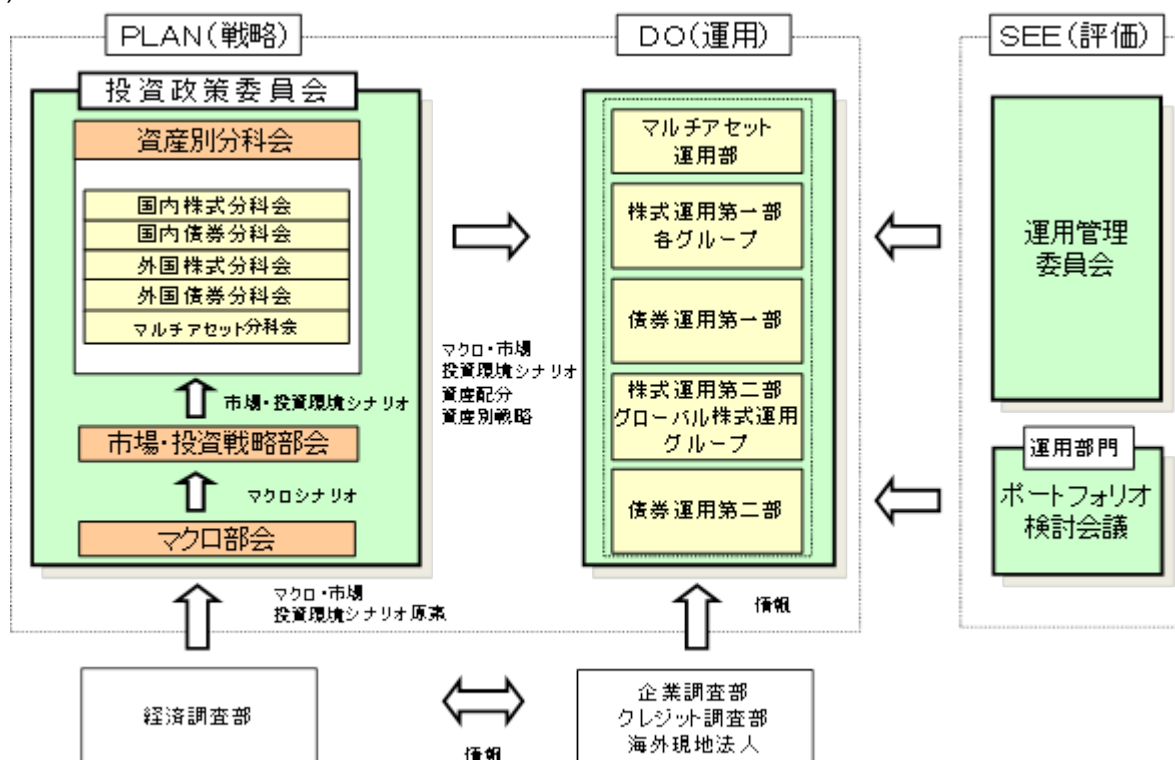 PLAN(戦略)
投資政策委員会
資産別分科会
国内株式分科会
国内債券分科会
外国株式分科会
外国債券分科会
マルチアセット分科会
市場・投資環境シナリオ
市場・投資戦略部会
マクロシナリオ
マクロ部会
マクロ・市場
投資環境シナリオ原案
経済調査部
マクロ・市場
投資環境シナリオ
資産配分
資産別戦略
DO(運用)
マルチアセット
運用部
株式運用第一部
各グループ
債券運用第一部
株式運用第二部
グローバル株式運用
グループ
債券運用第二部
情報
情報
企業調査部
クレジット調査部
海外現地法人
SEE(評価)
運用管理
委員会
運用部門
ポートフォリオ
検討会議